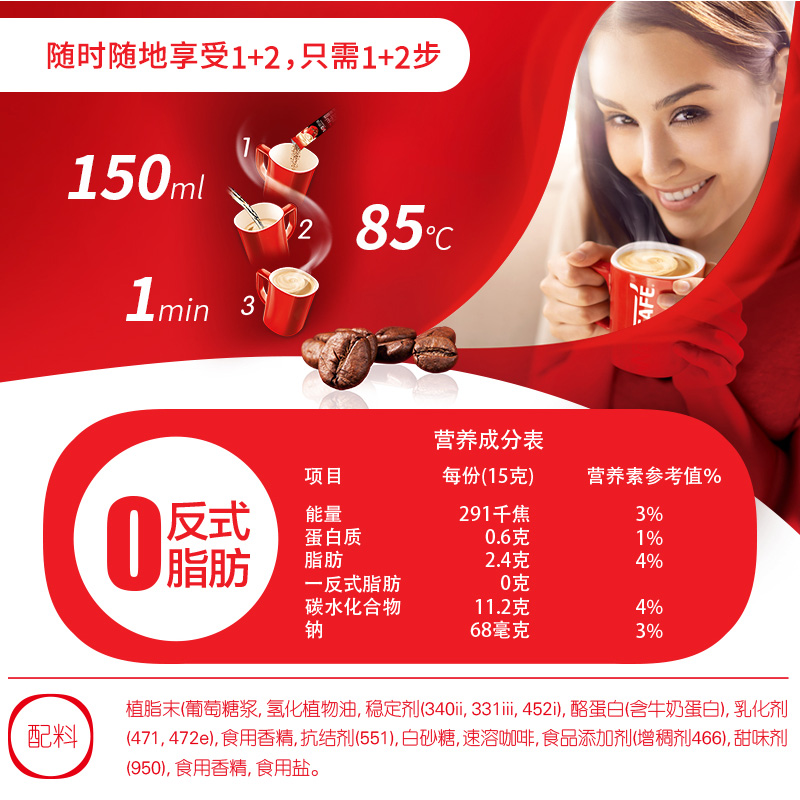 随时随地享受1+2，只需1+2步
150ml
1
2
85°C
1min
3
CAFÉ
营养成分表
项目 每份(15克) 营养素参考值%
能量 291千焦 3%
蛋白质 0.6克 1%
脂肪 2.4克 4%
一反式脂肪 0克
碳水化合物 11.2克 4%
钠 68毫克 3%
0反式
脂肪
配料
植脂末(葡萄糖浆, 氢化植物油, 稳定剂(340ii, 331iii, 452i), 酪蛋白(含牛奶蛋白), 乳化剂
(471, 472e), 食用香精, 抗结剂(551), 白砂糖, 速溶咖啡, 食品添加剂(增稠剂466), 甜味剂
(950), 食用香精, 食用盐。